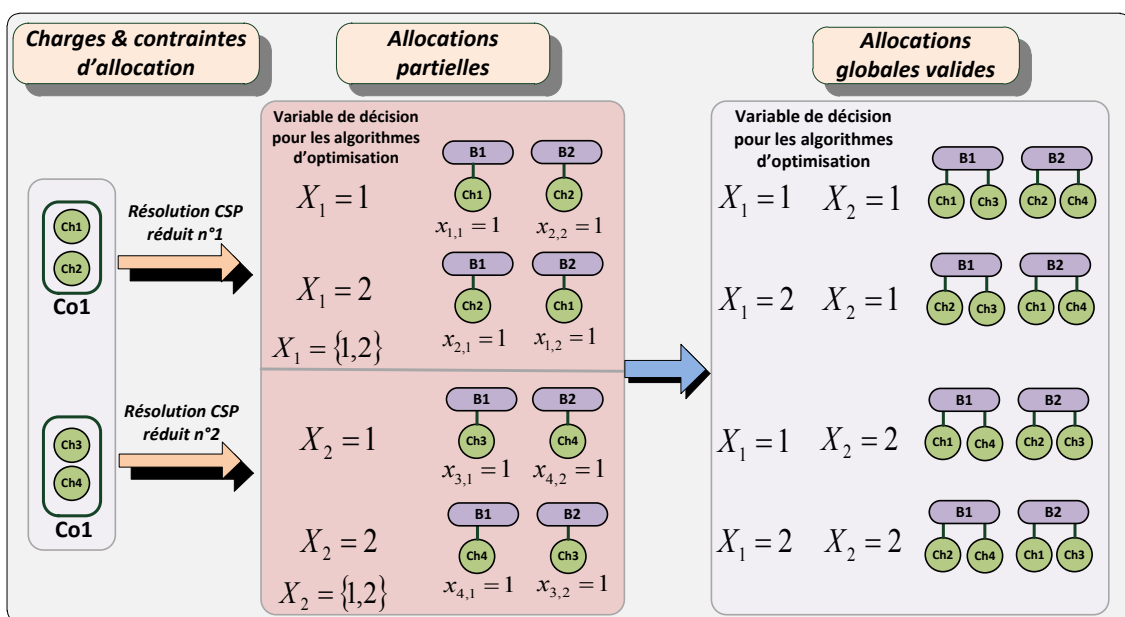 Charges & contraintes
d'allocation
Allocations
partielles
Allocations
globales valides
Ch1
Ch2
Co1
Résolution CSP
réduit n°1
Ch3
Ch4
Co1
Résolution CSP
réduit n°2
Variable de décision
pour les algorithmes
d'optimisation
X₁ = 1
B1 B2
Ch1 Ch2
x₁,₁ = 1 x₂,₂ = 1
X₁ = 2
B1 B2
Ch2 Ch1
x₂,₁ = 1 x₁,₂ = 1
X₁ = {1,2}
X₂ = 1
B1 B2
Ch3 Ch4
x₃,₁ = 1 x₄,₂ = 1
X₂ = 2
B1 B2
Ch4 Ch3
x₄,₁ = 1 x₃,₂ = 1
X₂ = {1,2}
Variable de décision
pour les algorithmes
d'optimisation
X₁ = 1 X₂ = 1
B1 B2
Ch1 Ch3 Ch2 Ch4
X₁ = 2 X₂ = 1
B1 B2
Ch2 Ch3 Ch1 Ch4
X₁ = 1 X₂ = 2
B1 B2
Ch1 Ch4 Ch2 Ch3
X₁ = 2 X₂ = 2
B1 B2
Ch2 Ch4 Ch1 Ch3